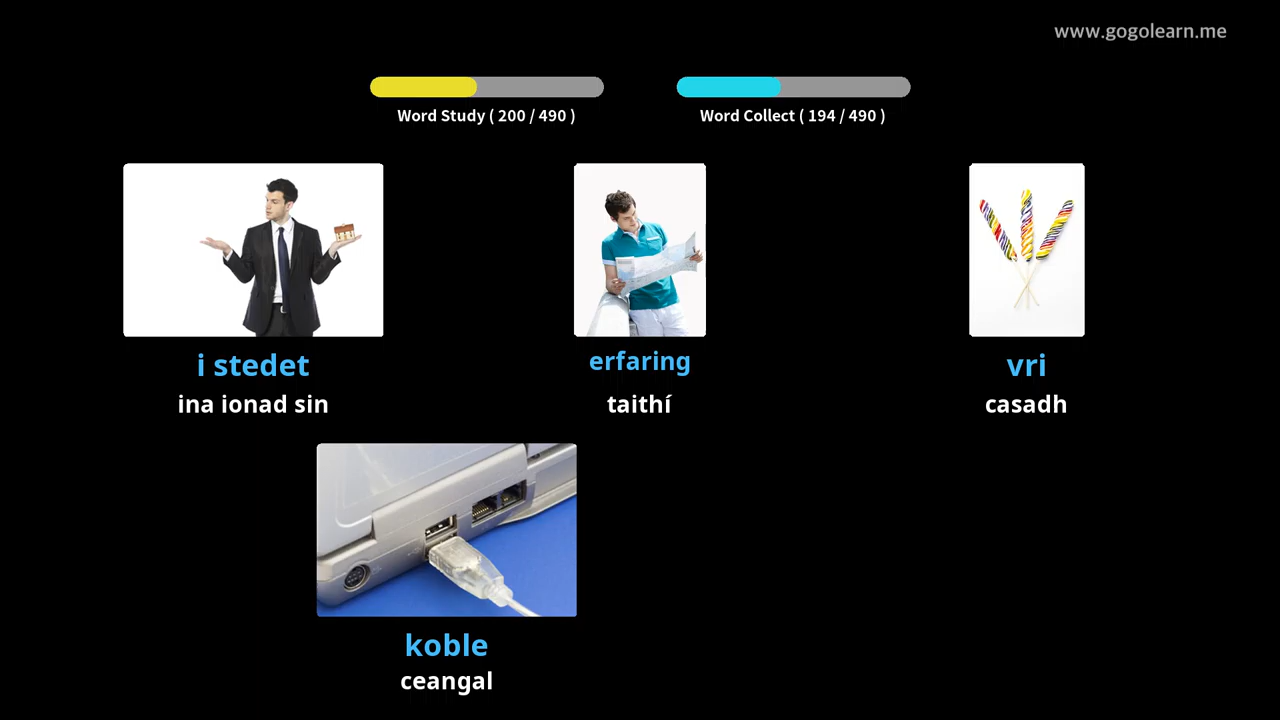 www.gogolearn.me
Word Study ( 200 / 490 )
Word Collect ( 194 / 490 )
i stedet
ina ionad sin
erfaring
taithí
vri
casadh
koble
ceangal